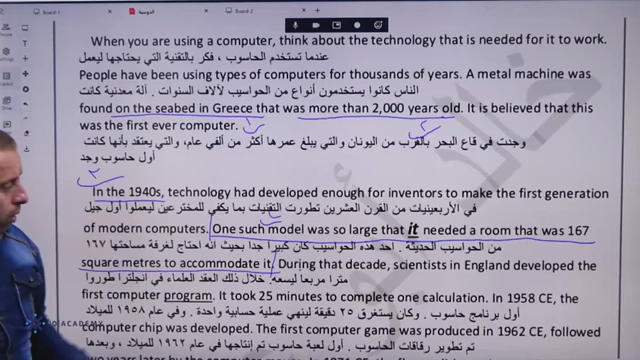 Board 1
الدوسية
Board 2
When you are using a computer, think about the technology that is needed for it to work.
عندما تستخدم الحاسوب ، فكر بالتقنية التي يحتاجها ليعمل
People have been using types of computers for thousands of years. A metal machine was
الناس كانوا يستخدمون أنواع من الحواسيب لآلاف السنوات . آلة معدنية كانت
found on the seabed in Greece that was more than 2,000 years old. It is believed that this
was the first ever computer.
وجدت في قاع البحر بالقرب من اليونان والتي يبلغ عمرها أكثر من ألفي عام، والتي يعتقد بأنها كانت
أول حاسوب وجد
In the 1940s, technology had developed enough for inventors to make the first generation
في الأربعينيات من القرن العشرين تطورت التقنيات بما يكفي للمخترعين ليعملوا أول جيل
of modern computers. One such model was so large that it needed a room that was 167
من الحواسيب الحديثة. احد هذه الحواسيب كان كبيرا جدا بحيث انه احتاج لغرفة مساحتها ١٦٧
square metres to accommodate it. During that decade, scientists in England developed the
مترا مربعا ليسعه. خلال ذلك العقد العلماء في انجلترا طوروا
first computer program. It took 25 minutes to complete one calculation. In 1958 CE, the
أول برنامج حاسوب. وكان يستغرق ٢٥ دقيقة لينهي عملية حسابية واحدة. وفي عام ١٩٥٨ للميلاد
JO ACADEMY
computer chip was developed. The first computer game was produced in 1962 CE, followed
تم تطوير رقاقات الحاسوب. أول لعبة حاسوب تم إنتاجها في عام ١٩٦٢ للميلاد، وبعدها